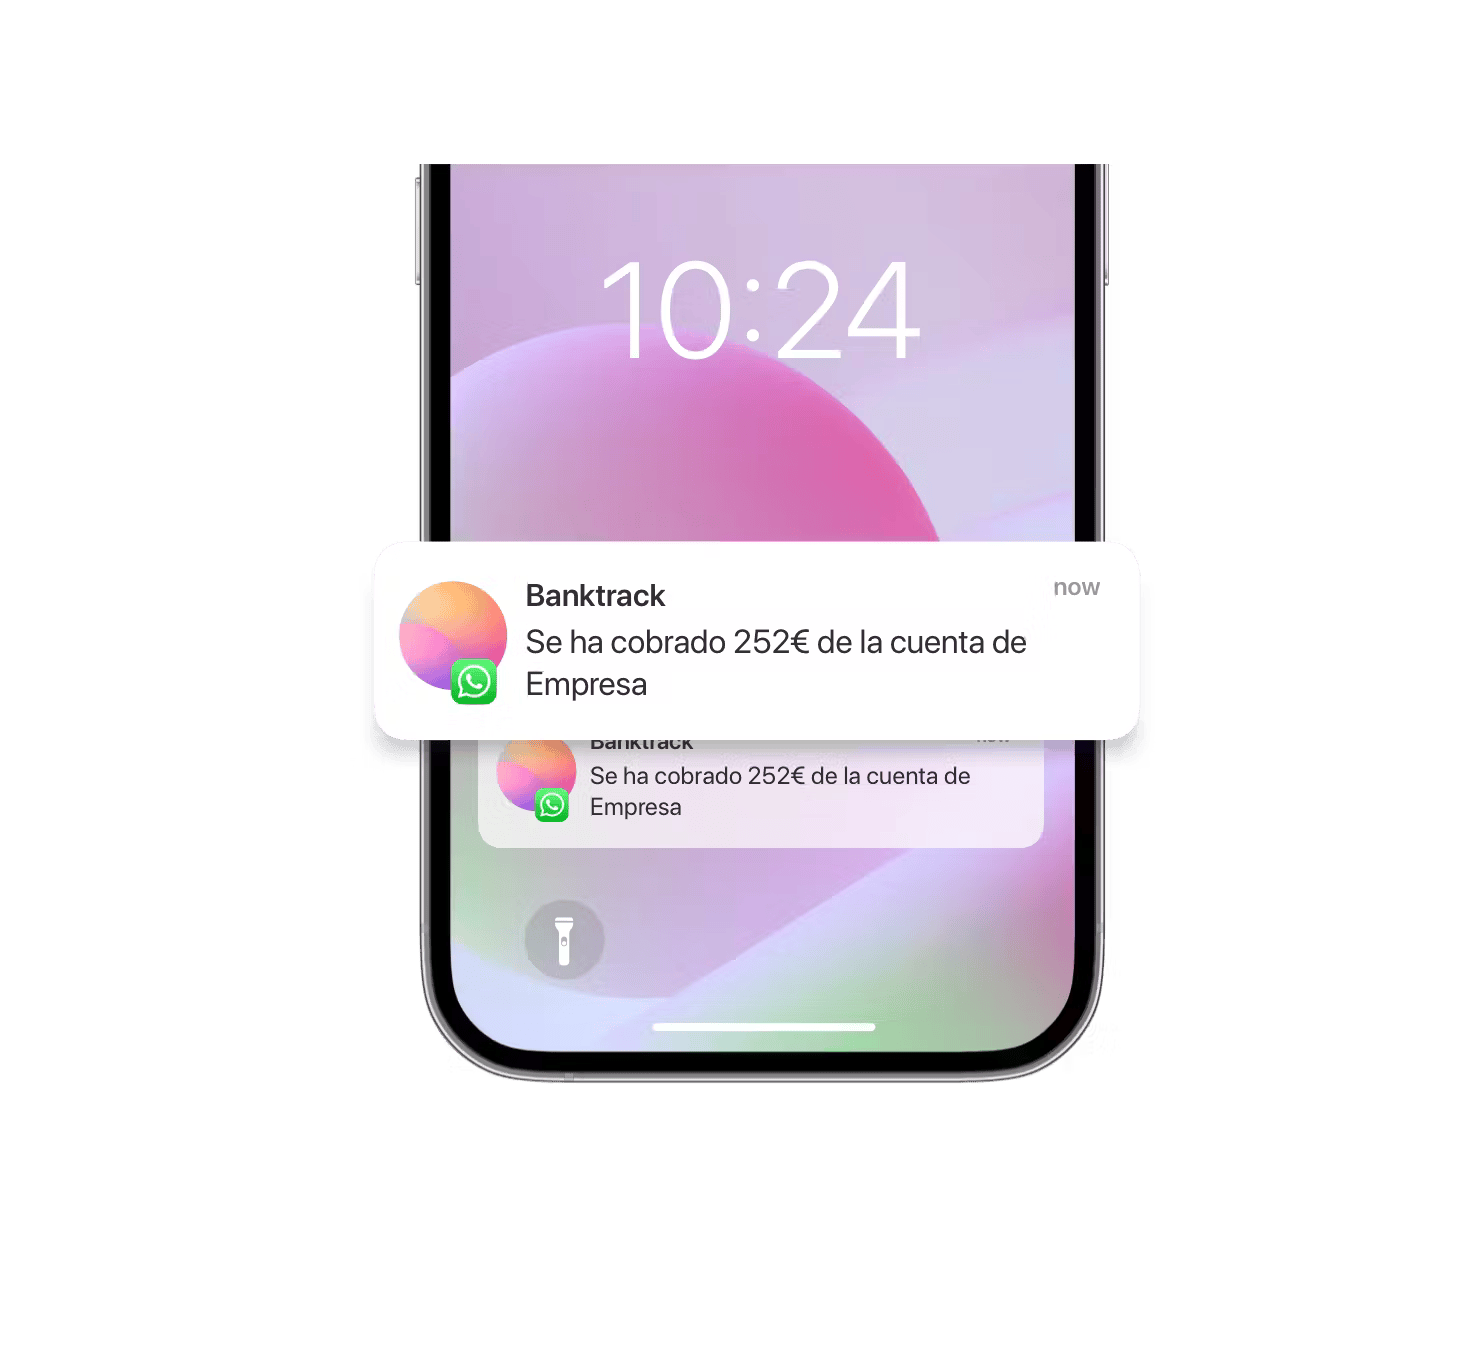 10:24
Banktrack
now
Se ha cobrado 252€ de la cuenta de
Empresa
Banktrack
now
Se ha cobrado 252€ de la cuenta de
Empresa